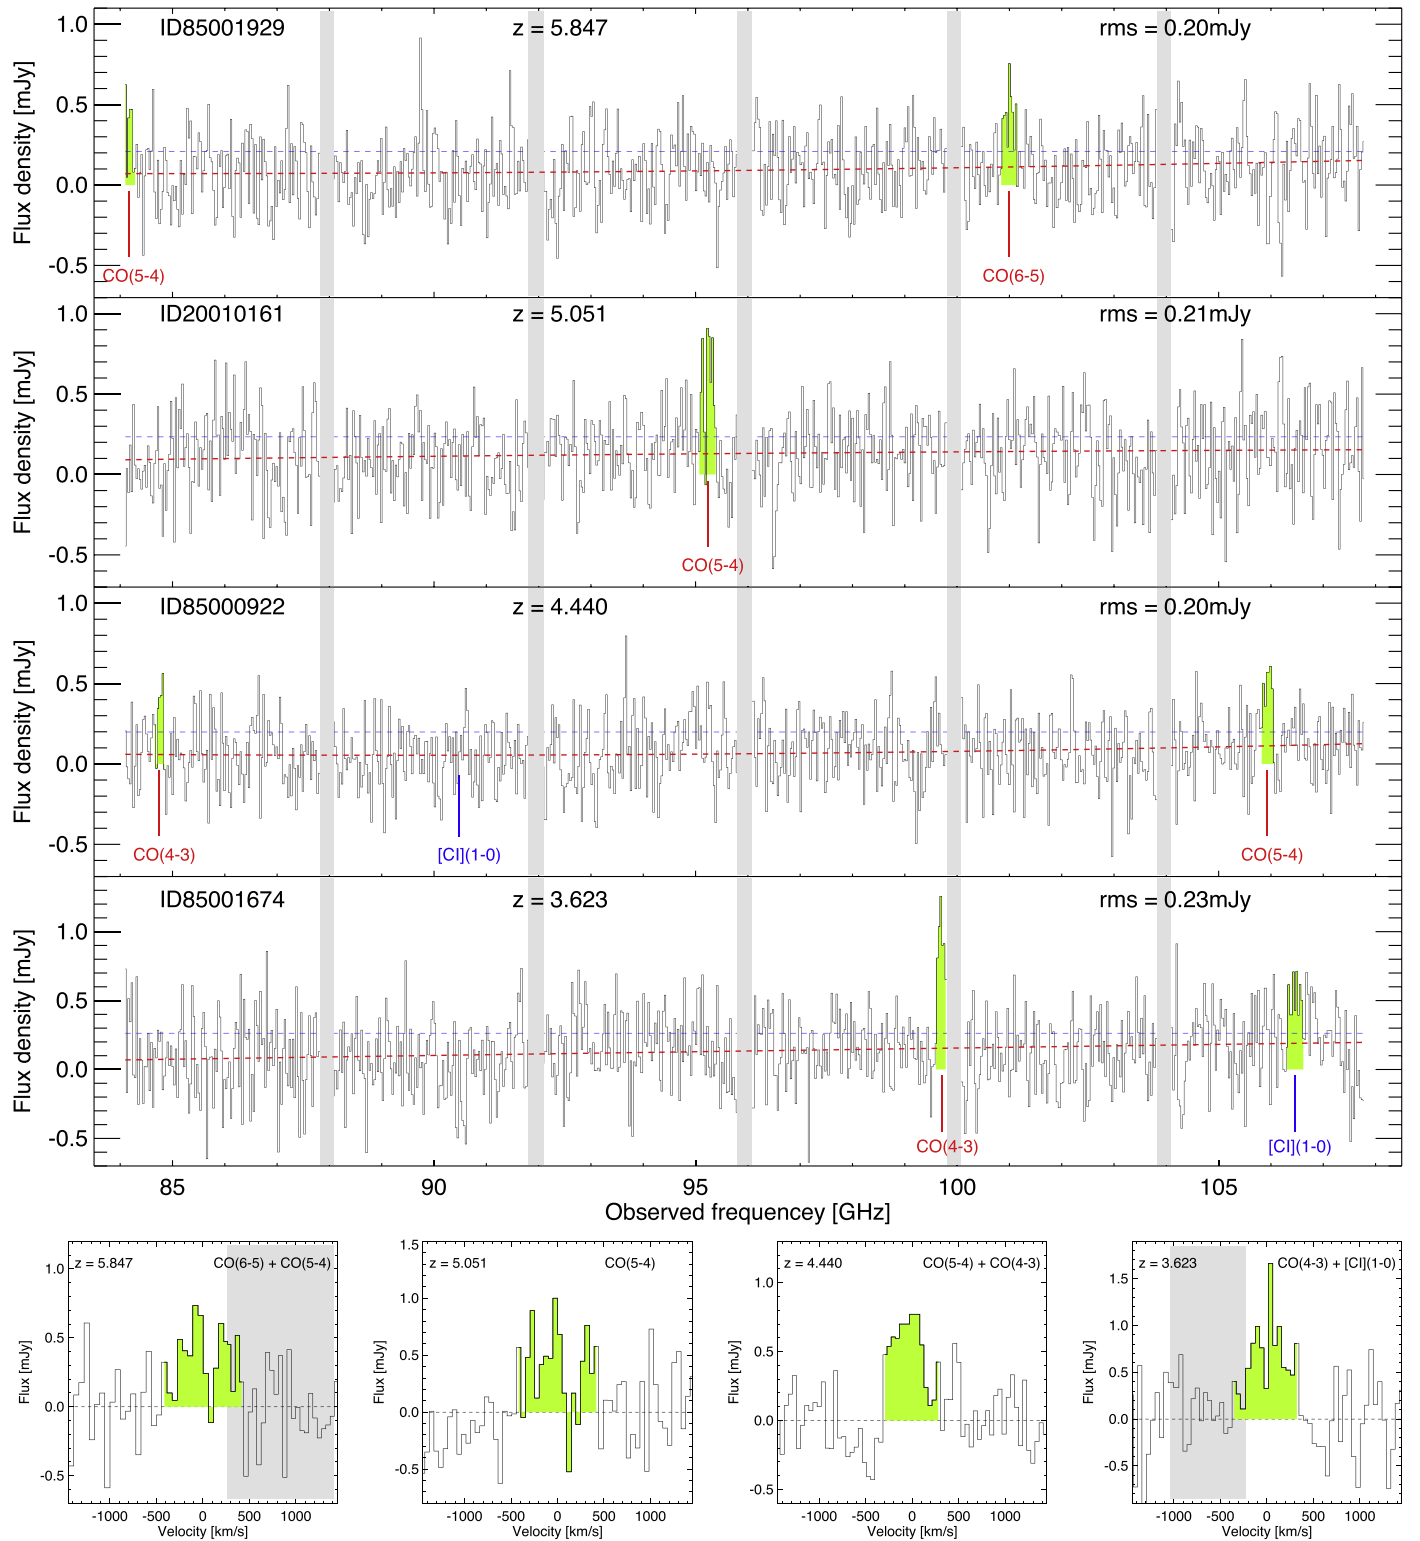 ID85001929 z = 5.847 rms = 0.20mJy
1.0
0.5
0.0
-0.5
Flux density [mJy]
CO(5-4) CO(6-5)
ID20010161 z = 5.051 rms = 0.21mJy
1.0
0.5
0.0
-0.5
Flux density [mJy]
CO(5-4)
ID85000922 z = 4.440 rms = 0.20mJy
1.0
0.5
0.0
-0.5
Flux density [mJy]
CO(4-3) [CI](1-0) CO(5-4)
ID85001674 z = 3.623 rms = 0.23mJy
1.0
0.5
0.0
-0.5
Flux density [mJy]
CO(4-3) [CI](1-0)
85 90 95 100 105
Observed frequencey [GHz]
z = 5.847 CO(6-5) + CO(5-4)
1.0
0.5
0.0
-0.5
Flux [mJy]
-1000 -500 0 500 1000
Velocity [km/s]
z = 5.051 CO(5-4)
1.5
1.0
0.5
0.0
-0.5
Flux [mJy]
-1000 -500 0 500 1000
Velocity [km/s]
z = 4.440 CO(5-4) + CO(4-3)
1.0
0.5
0.0
-0.5
Flux [mJy]
-1000 -500 0 500 1000
Velocity [km/s]
z = 3.623 CO(4-3) + [CI](1-0)
1.5
1.0
0.5
0.0
-0.5
Flux [mJy]
-1000 -500 0 500 1000
Velocity [km/s]